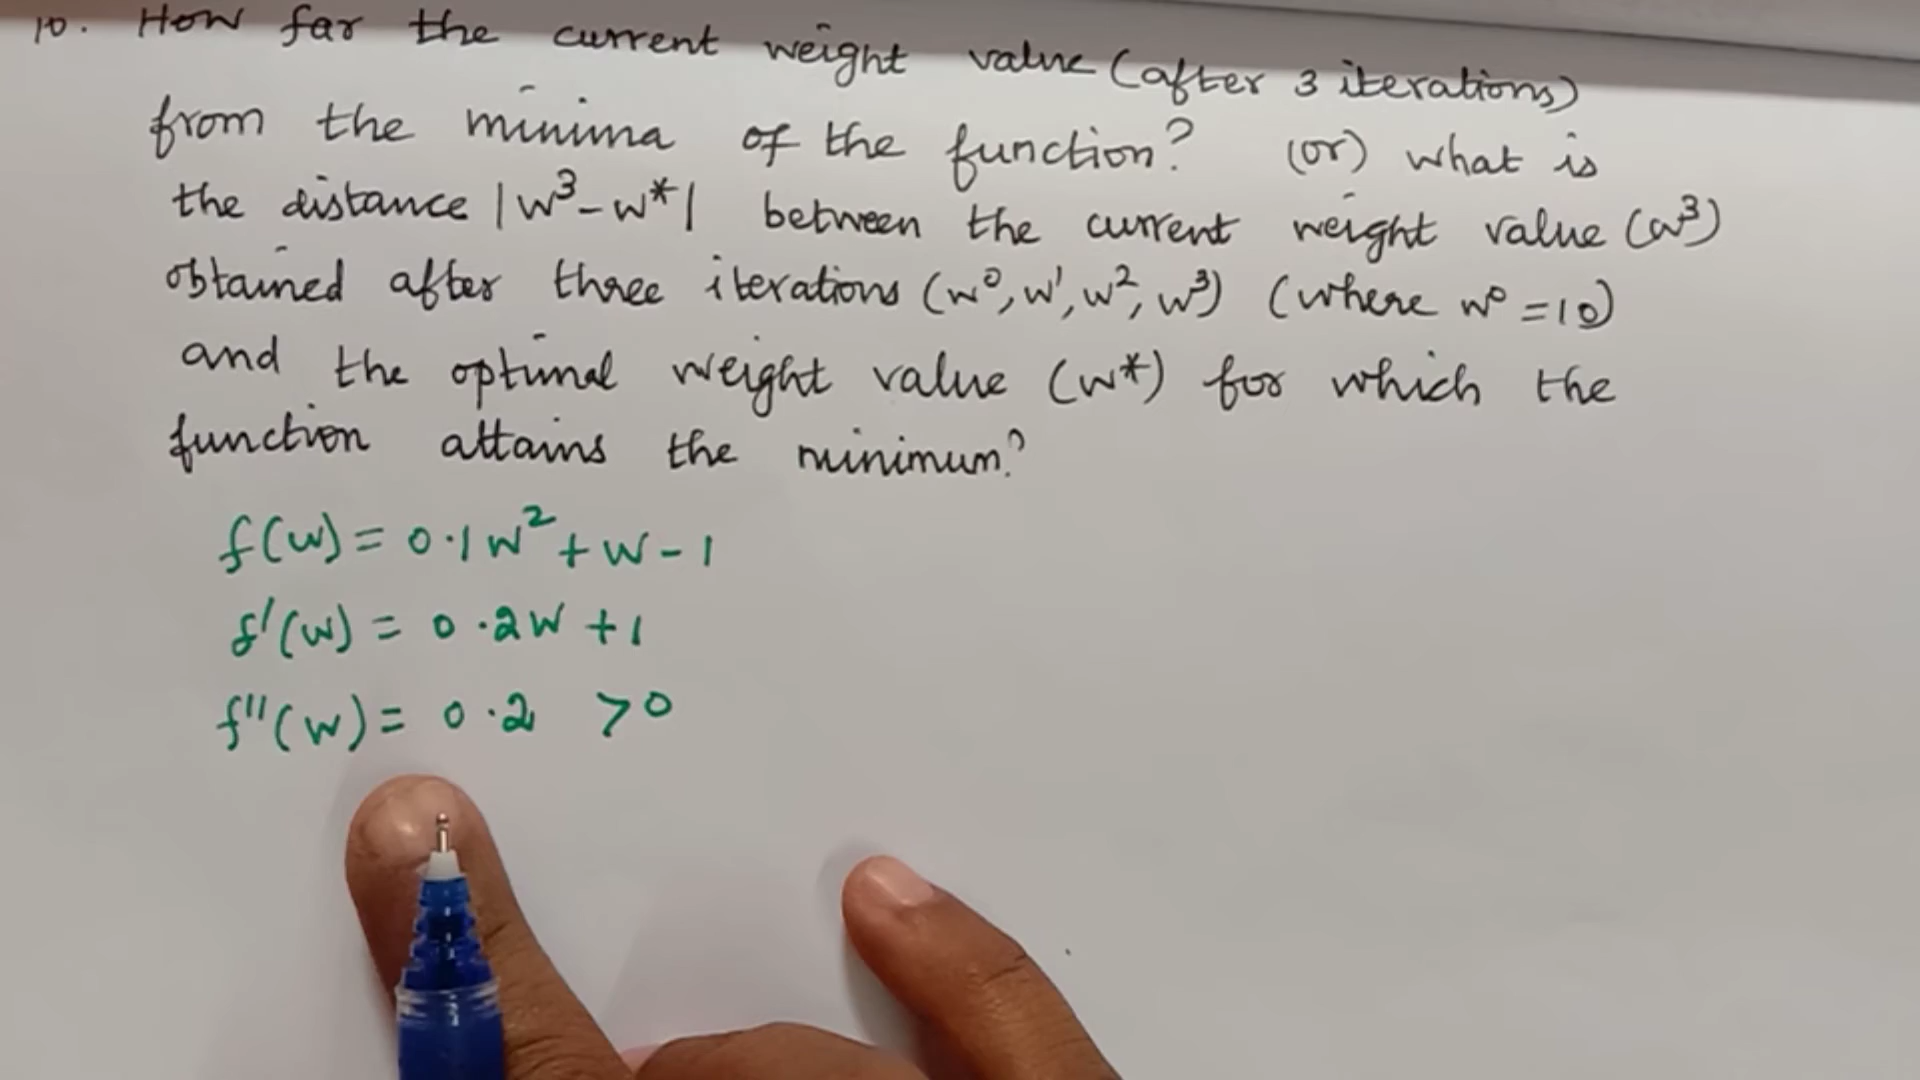 10. How far the current weight value (after 3 iterations)
from the minima of the function? (or) what is
the distance |w³-w*| between the current weight value (w³)
obtained after three iterations (w⁰, w¹, w², w³) (where w⁰ = 10)
and the optimal weight value (w*) for which the
function attains the minimum?
f(w) = 0.1w² + w - 1
f'(w) = 0.2w + 1
f''(w) = 0.2 >0